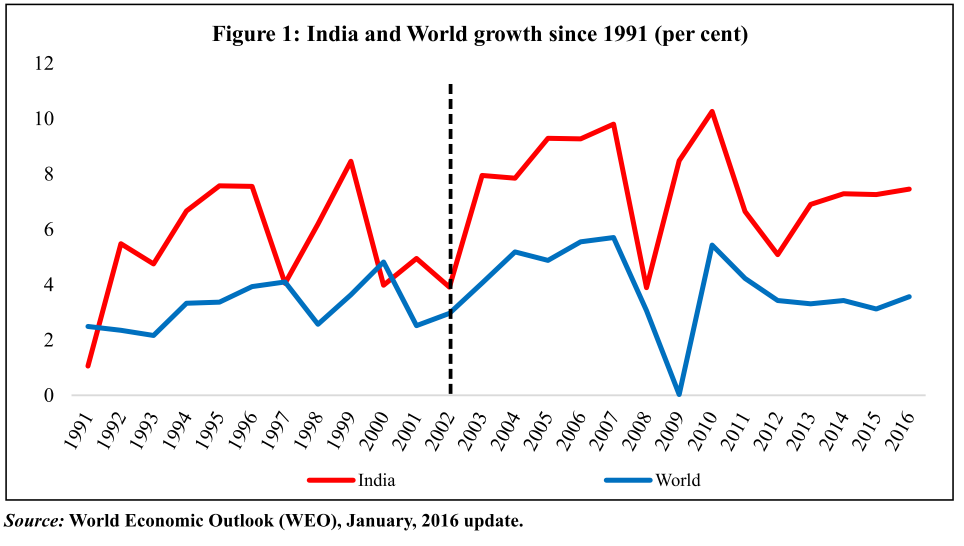 Figure 1: India and World growth since 1991 (per cent)
12
10
8
6
4
2
0
1991 1992 1993 1994 1995 1996 1997 1998 1999 2000 2001 2002 2003 2004 2005 2006 2007 2008 2009 2010 2011 2012 2013 2014 2015 2016
India World
Source: World Economic Outlook (WEO), January, 2016 update.